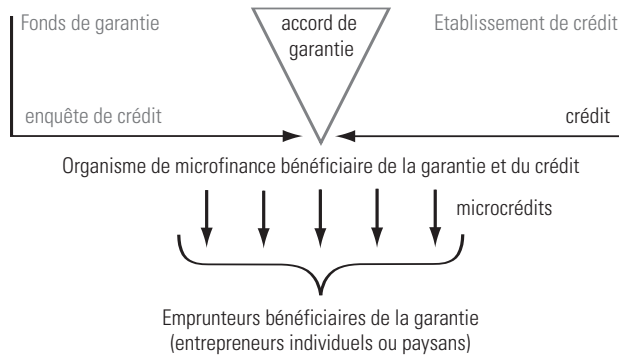 Fonds de garantie
accord de
garantie
Etablissement de crédit
enquête de crédit
crédit
Organisme de microfinance bénéficiaire de la garantie et du crédit
microcrédits
Emprunteurs bénéficiaires de la garantie
(entrepreneurs individuels ou paysans)